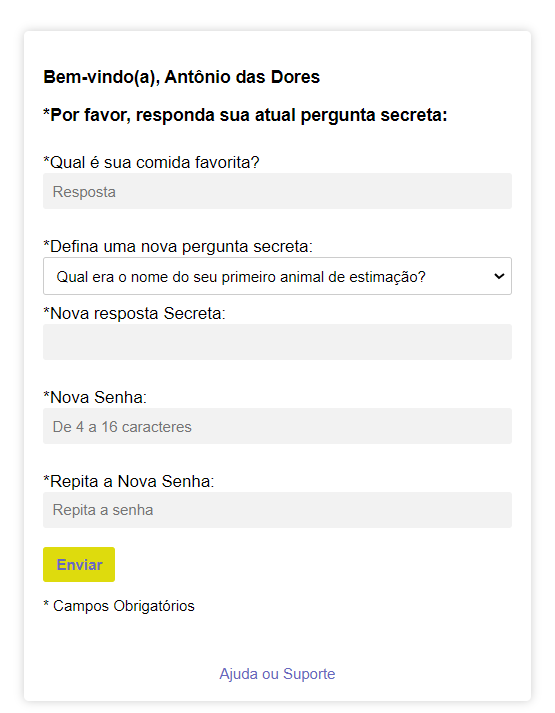 Bem-vindo(a), Antônio das Dores
*Por favor, responda sua atual pergunta secreta:
*Qual é sua comida favorita?
Resposta
*Defina uma nova pergunta secreta:
Qual era o nome do seu primeiro animal de estimação?
*Nova resposta Secreta:
*Nova Senha:
De 4 a 16 caracteres
*Repita a Nova Senha:
Repita a senha
Enviar
* Campos Obrigatórios
Ajuda ou Suporte